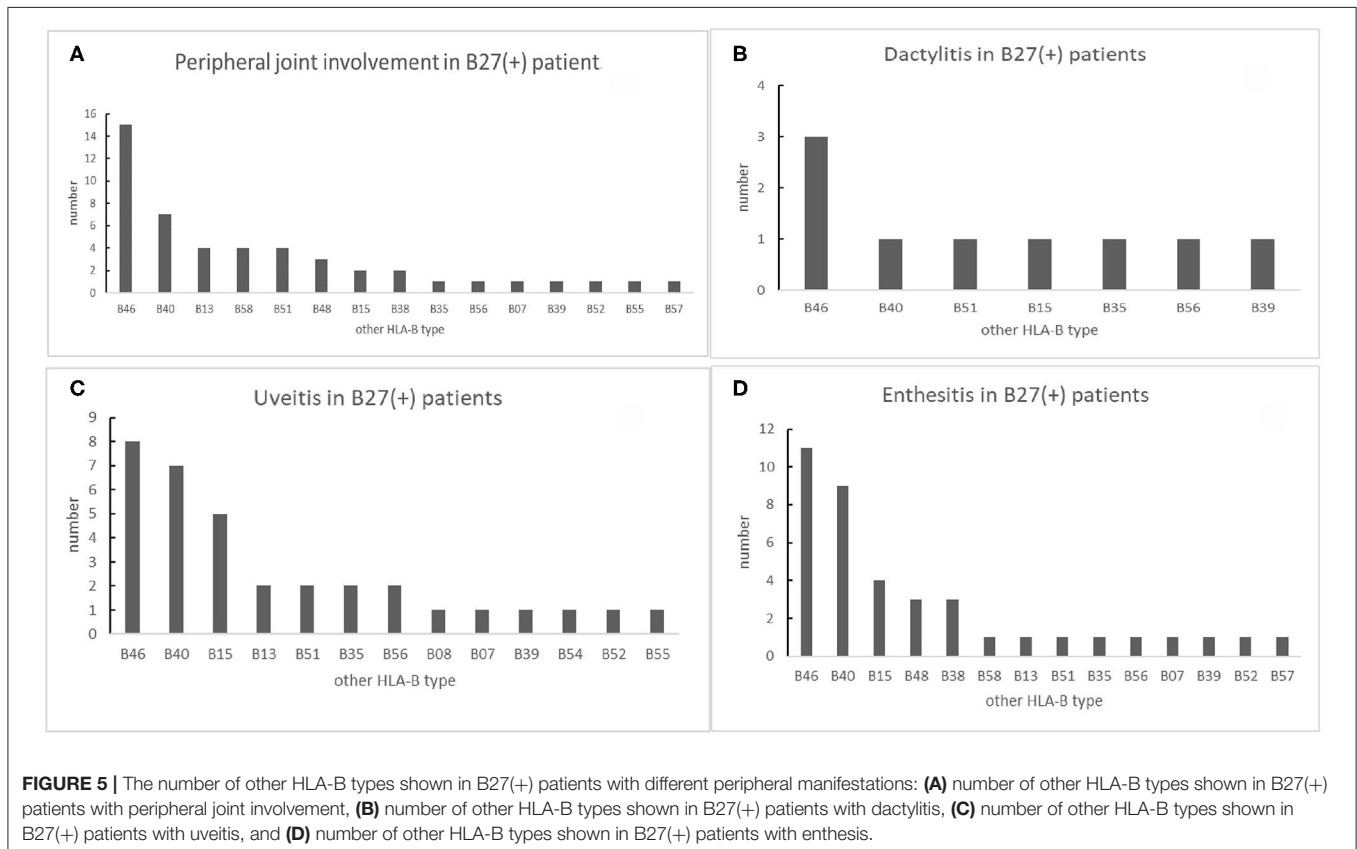 A
Peripheral joint involvement in B27(+) patient
number
16
14
12
10
8
6
4
2
0
B46 B40 B13 B58 B51 B48 B15 B38 B35 B56 B07 B39 B52 B55 B57
other HLA-B type
B
Dactylitis in B27(+) patients
number
4
3
2
1
0
B46 B40 B51 B15 B35 B56 B39
other HLA-B type
C
Uveitis in B27(+) patients
number
9
8
7
6
5
4
3
2
1
0
B46 B40 B15 B13 B51 B35 B56 B08 B07 B39 B54 B52 B55
other HLA-B type
D
Enthesitis in B27(+) patients
number
12
10
8
6
4
2
0
B46 B40 B15 B48 B38 B58 B13 B51 B35 B56 B07 B39 B52 B57
other HLA-B type
FIGURE 5 | The number of other HLA-B types shown in B27(+) patients with different peripheral manifestations: (A) number of other HLA-B types shown in B27(+)
patients with peripheral joint involvement, (B) number of other HLA-B types shown in B27(+) patients with dactylitis, (C) number of other HLA-B types shown in
B27(+) patients with uveitis, and (D) number of other HLA-B types shown in B27(+) patients with enthesis.